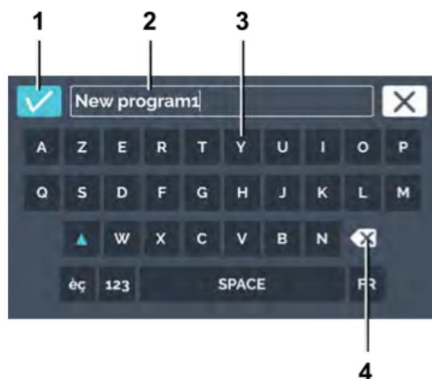 1 2 3
New program1
A Z E R T Y U I O P
Q S D F G H J K L M
W X C V B N
èç 123 SPACE FR
4